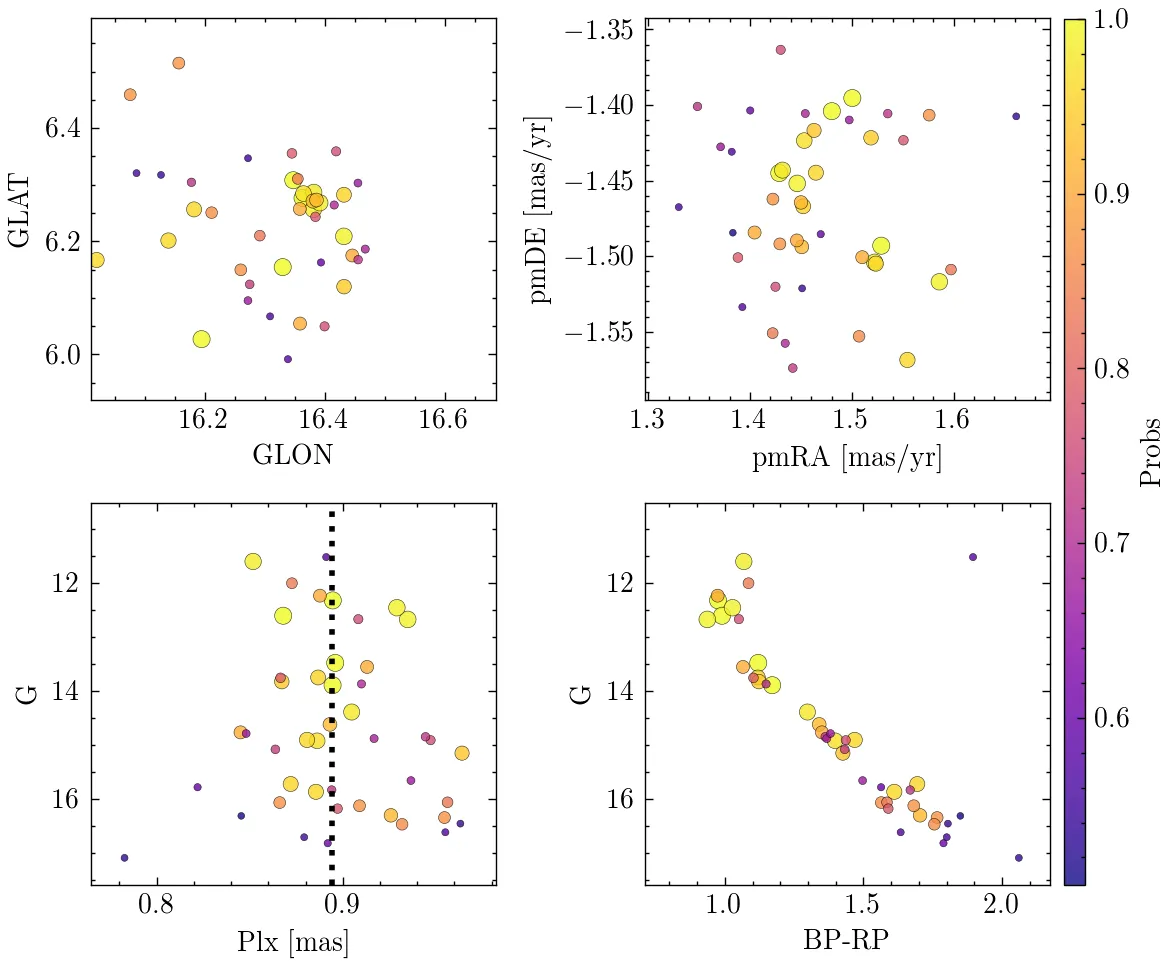 6.4
6.2
6.0
GLAT
16.2 16.4 16.6
GLON
−1.35
−1.40
−1.45
−1.50
−1.55
pmDE [mas/yr]
1.3 1.4 1.5 1.6
pmRA [mas/yr]
1.0
0.9
0.8
0.7
0.6
Probs
12
14
16
G
0.8 0.9
Plx [mas]
12
14
16
G
1.0 1.5 2.0
BP-RP